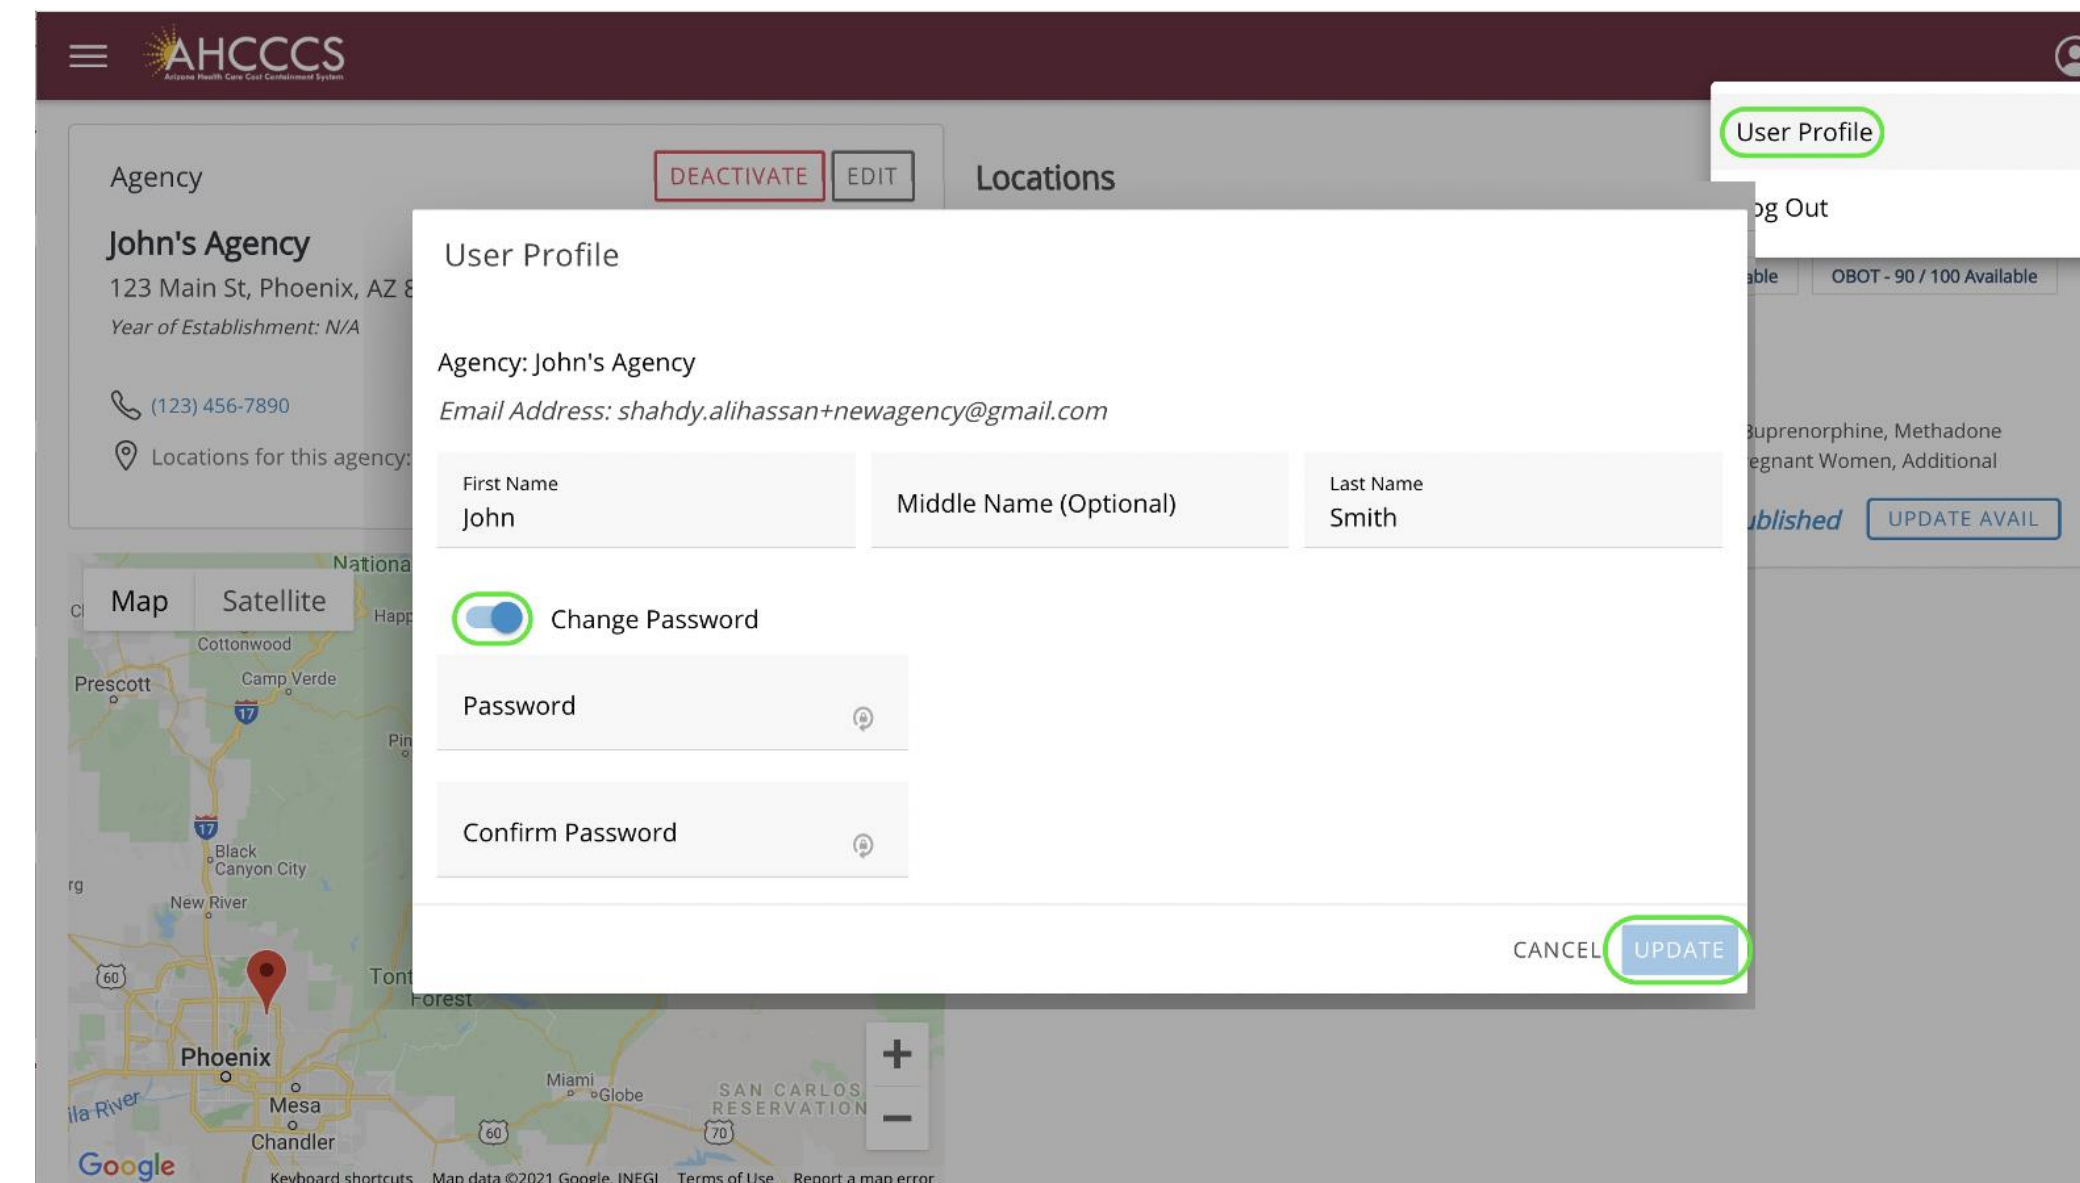 AHCCCS
Arizona Health Care Cost Containment System
User Profile
og Out
Agency
DEACTIVATE
EDIT
Locations
John's Agency
123 Main St, Phoenix, AZ 8
Year of Establishment: N/A
(123) 456-7890
Locations for this agency:
able
OBOT - 90 / 100 Available
Buprenorphine, Methadone
egnant Women, Additional
ublished
UPDATE AVAIL
User Profile
Agency: John's Agency
Email Address: shahdy.alihassan+newagency@gmail.com
First Name
John
Middle Name (Optional)
Last Name
Smith
Change Password
Password
Confirm Password
CANCEL
UPDATE
Map
Satellite
Nationa
Happ
Cottonwood
Prescott
Camp Verde
17
Pin
17
Black
Canyon City
rg
New River
60
Tont
Forest
Phoenix
Mesa
Chandler
ila River
Miami
Globe
SAN CARLOS
RESERVATION
60
70
Google
Keyboard shortcuts
Map data ©2021 Google, INEGI
Terms of Use
Report a map error